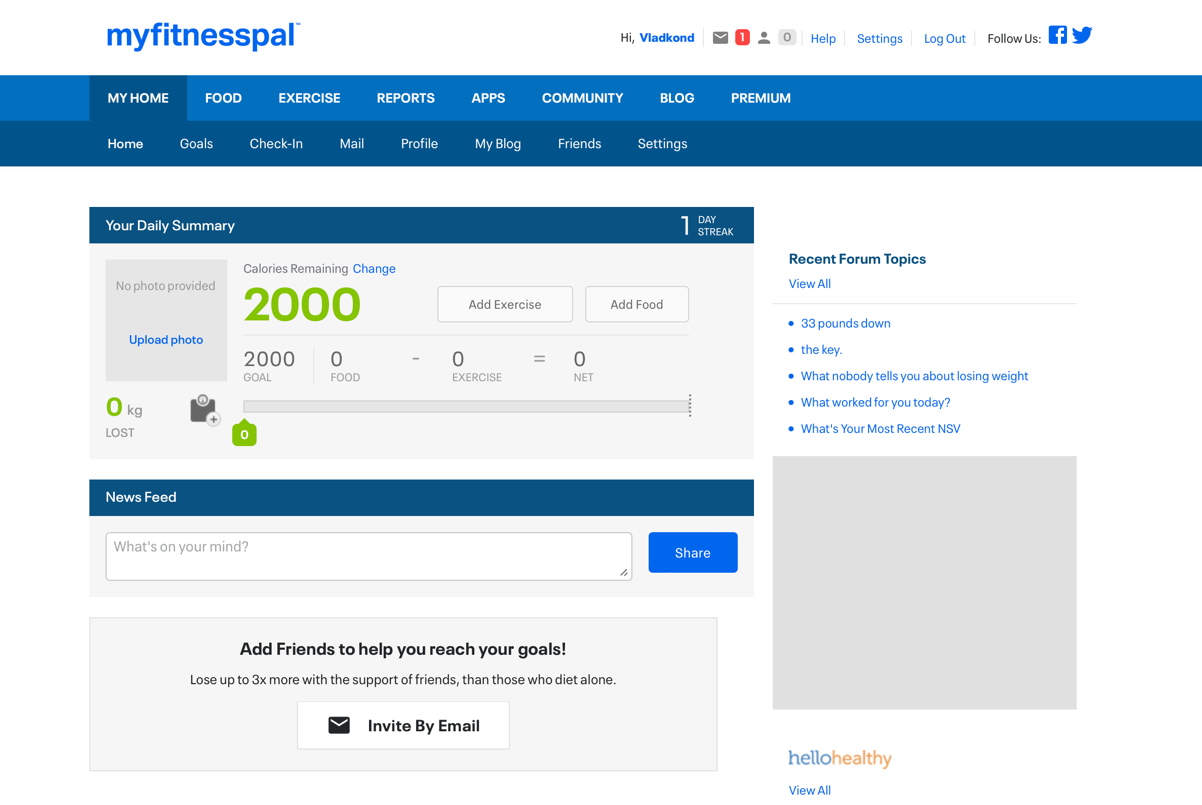 myfitnesspal™
Hi, Vladkond 1 0 Help Settings Log Out Follow Us:
MY HOME FOOD EXERCISE REPORTS APPS COMMUNITY BLOG PREMIUM
Home Goals Check-In Mail Profile My Blog Friends Settings
Your Daily Summary
1 DAY STREAK
No photo provided
Upload photo
Calories Remaining Change
2000
Add Exercise Add Food
2000 0 - 0 = 0
GOAL FOOD EXERCISE NET
0 kg
LOST
0
News Feed
What's on your mind?
Share
Add Friends to help you reach your goals!
Lose up to 3x more with the support of friends, than those who diet alone.
Invite By Email
Recent Forum Topics
View All
33 pounds down
the key.
What nobody tells you about losing weight
What worked for you today?
What's Your Most Recent NSV
hellohealthy
View All